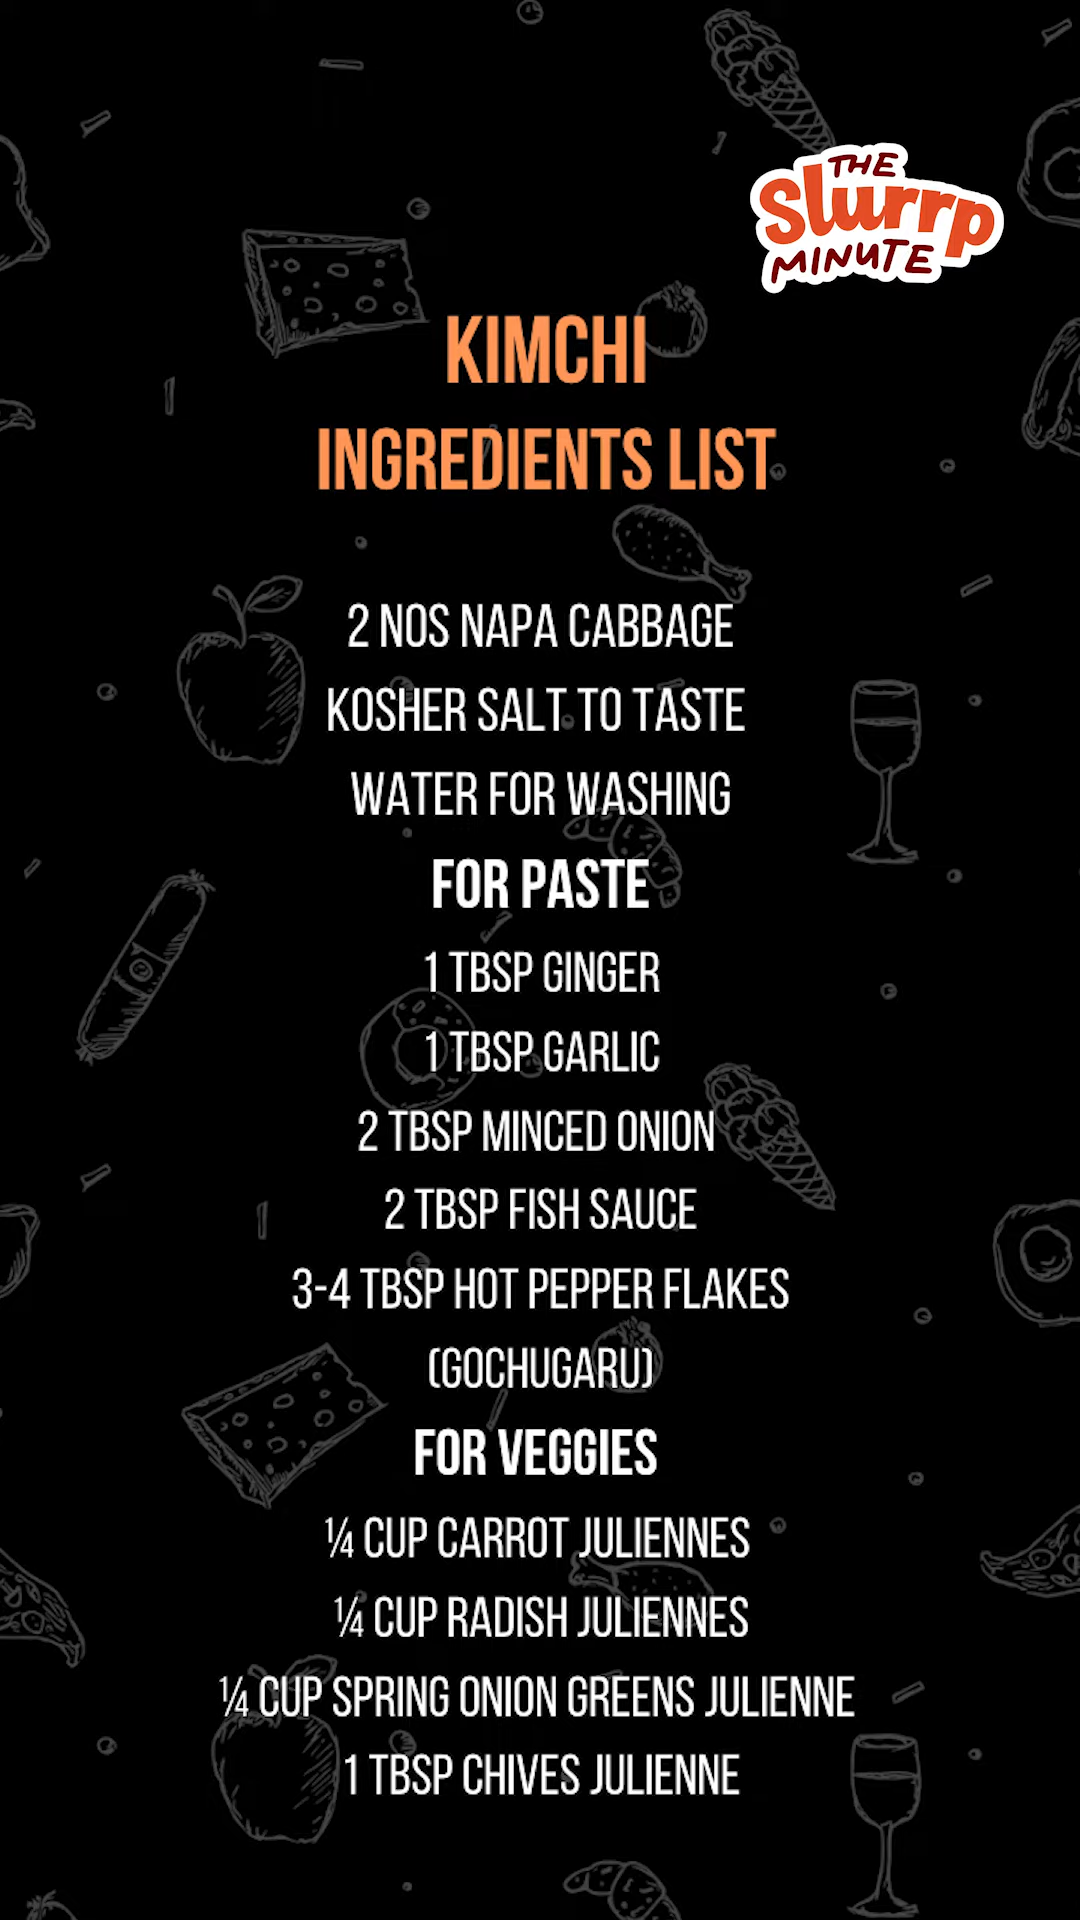 THE
Slurrp
MINUTE
KIMCHI
INGREDIENTS LIST
2 NOS NAPA CABBAGE
KOSHER SALT TO TASTE
WATER FOR WASHING
FOR PASTE
1 TBSP GINGER
1 TBSP GARLIC
2 TBSP MINCED ONION
2 TBSP FISH SAUCE
3-4 TBSP HOT PEPPER FLAKES
(GOCHUGARU)
FOR VEGGIES
¼ CUP CARROT JULIENNES
¼ CUP RADISH JULIENNES
¼ CUP SPRING ONION GREENS JULIENNE
1 TBSP CHIVES JULIENNE